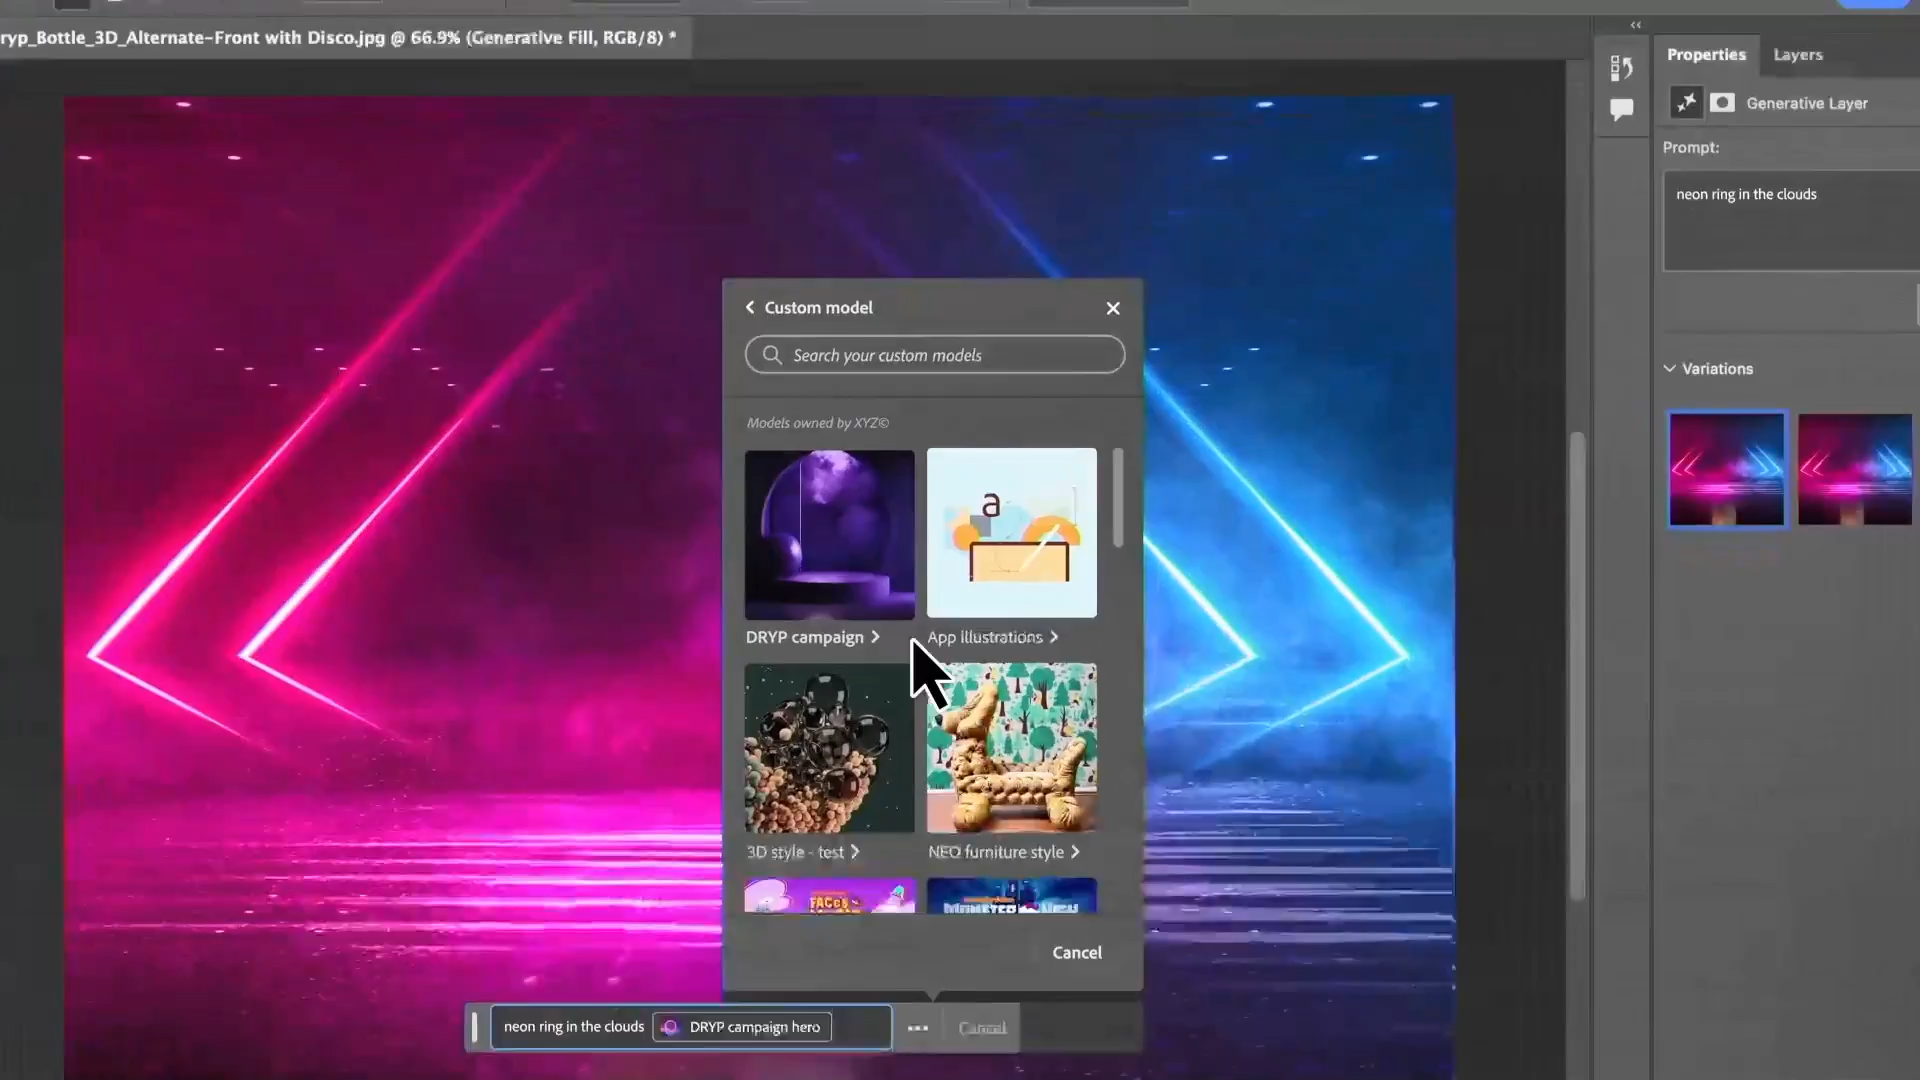 ryp_Bottle_3D_Alternate-Front with Disco.jpg @ 66.9% (Generative Fill, RGB/8) *
Properties
Layers
Generative Layer
Prompt:
neon ring in the clouds
Variations
Custom model
Search your custom models
Models owned by XYZ©
a
DRYP campaign
App illustrations
3D style - test
NEO furniture style
FACES
MONSTER
Cancel
neon ring in the clouds
DRYP campaign hero
Cancel